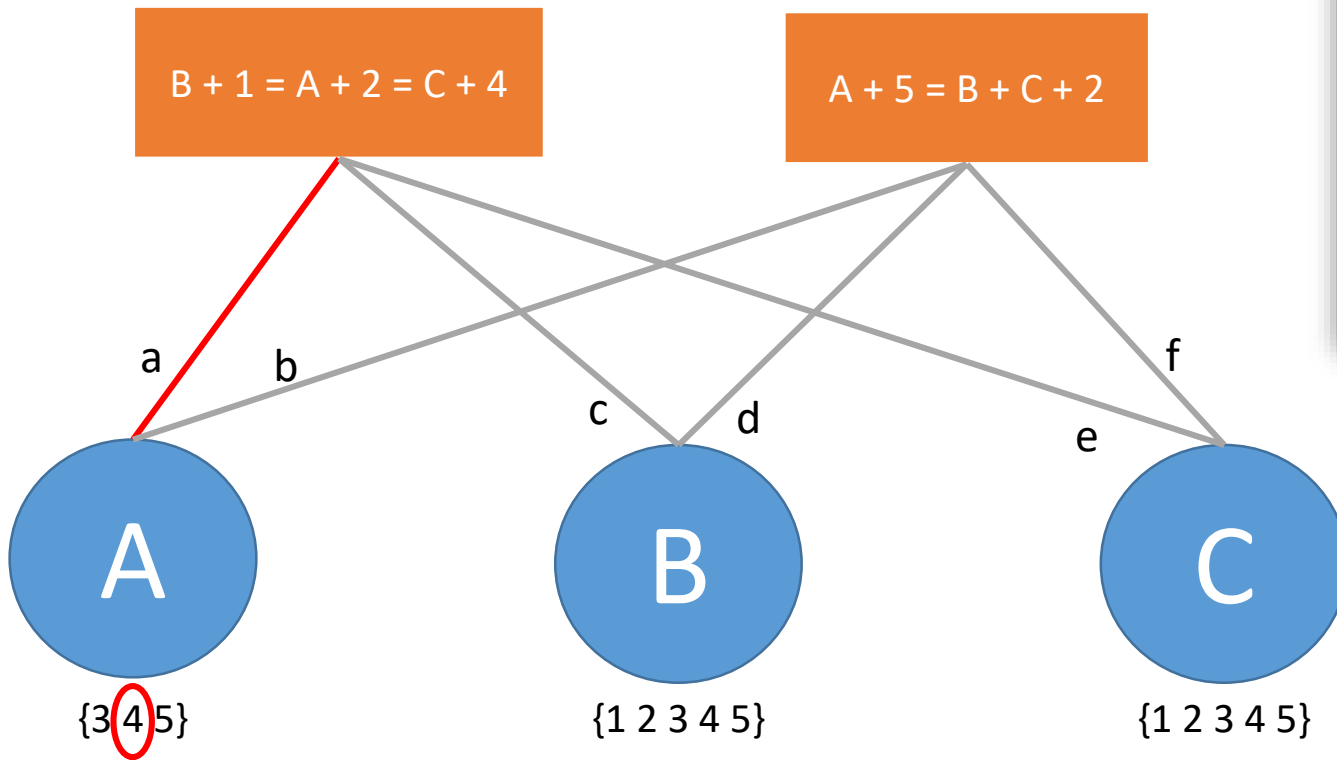 B + 1 = A + 2 = C + 4
A + 5 = B + C + 2
a
b
c
d
e
f
A
B
C
{3 4 5}
{1 2 3 4 5}
{1 2 3 4 5}